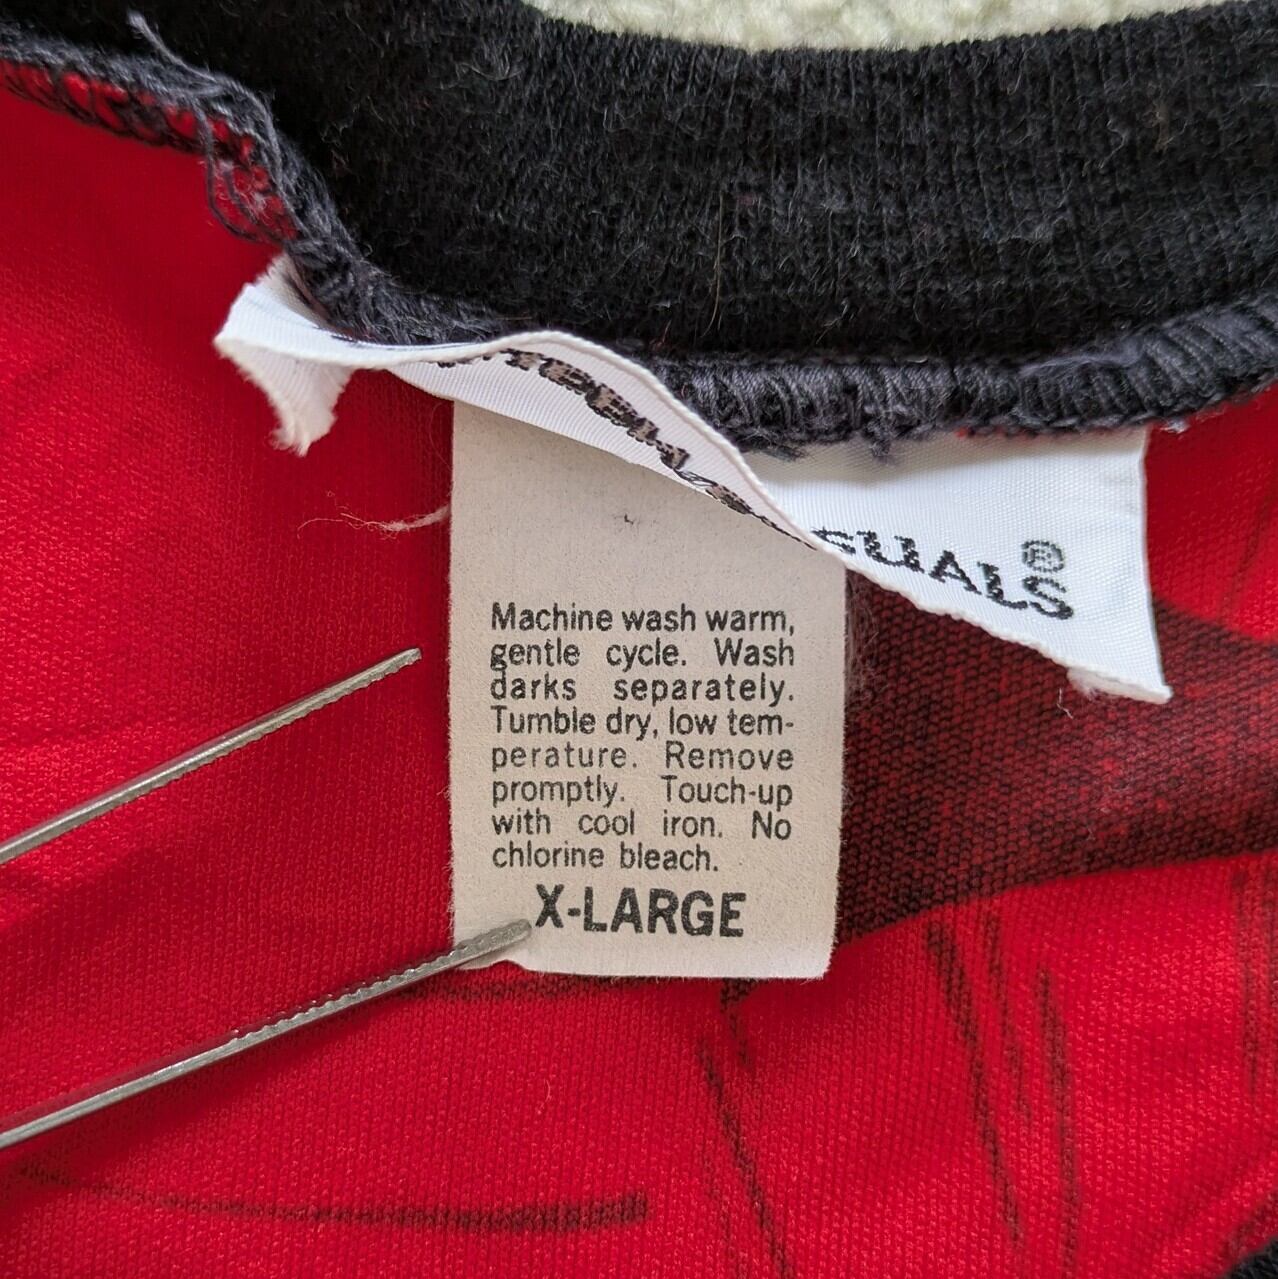 SUALS®
Machine wash warm,
gentle cycle. Wash
darks separately.
Tumble dry, low tem-
perature. Remove
promptly. Touch-up
with cool iron. No
chlorine bleach.
X-LARGE